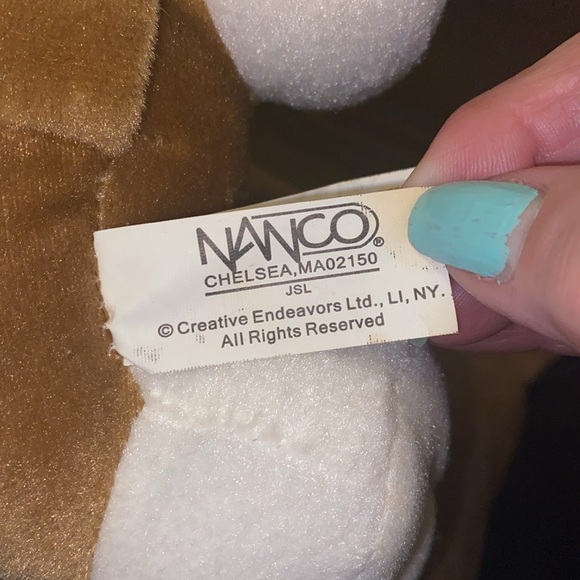 NANCO®
CHELSEA,MA02150
JSL
© Creative Endeavors Ltd., LI, NY.
All Rights Reserved